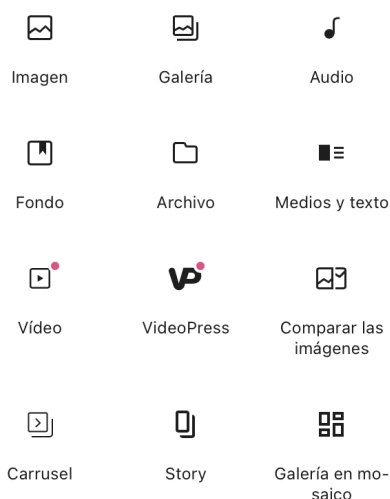 Imagen
Galería
Audio
Fondo
Archivo
Medios y texto
Vídeo
VideoPress
Comparar las
imágenes
Carrusel
Story
Galería en mo-
saico